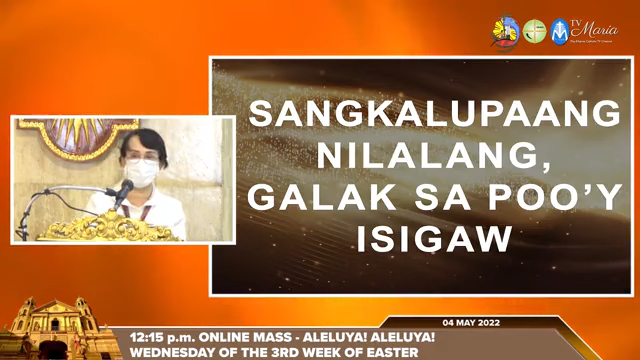 TV
Maria
SANGKALUPAANG
NILALANG,
GALAK SA POO'Y
ISIGAW
04 MAY 2022
12:15 p.m. ONLINE MASS - ALELUYA! ALELUYA!
WEDNESDAY OF THE 3RD WEEK OF EASTER